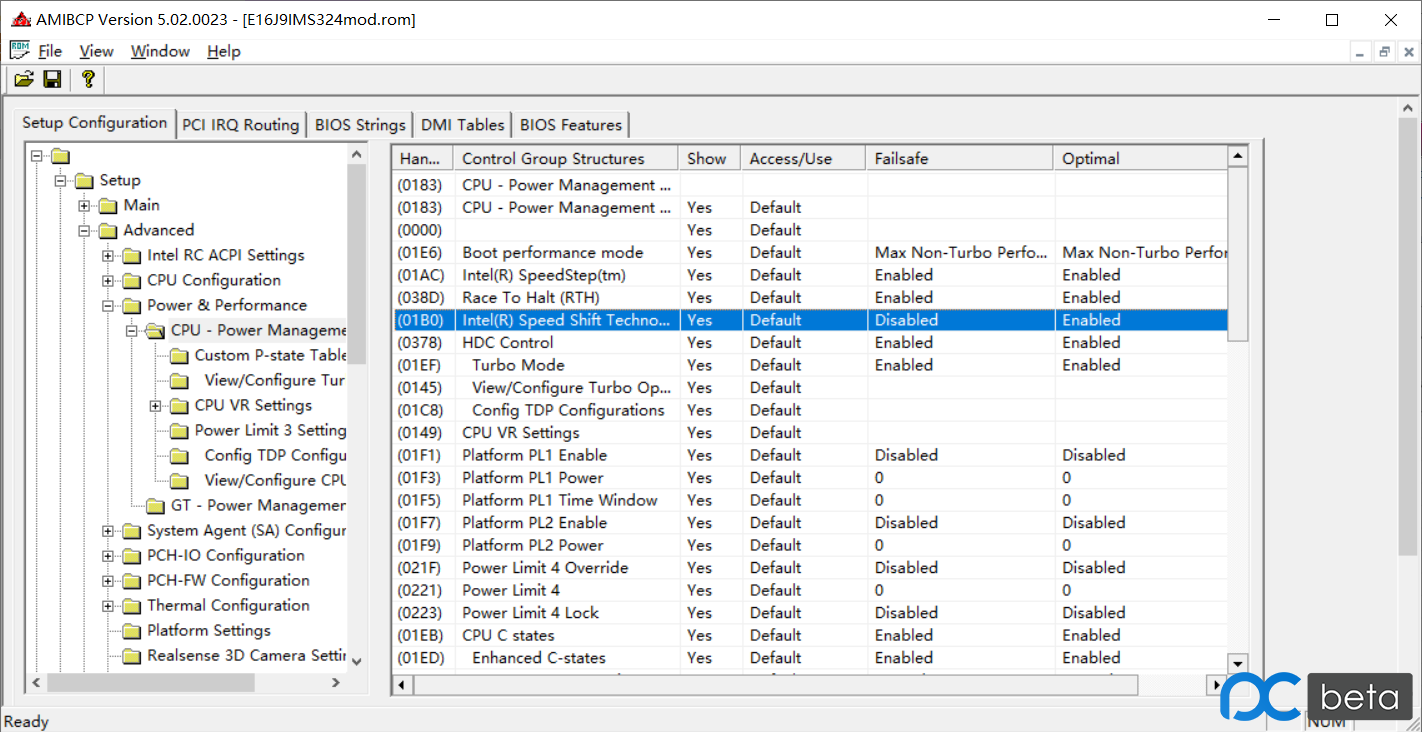 AMIBCP Version 5.02.0023 - [E16J9IMS324mod.rom]
File View Window Help
Setup Configuration PCI IRQ Routing BIOS Strings DMI Tables BIOS Features
Setup
Main
Advanced
Intel RC ACPI Settings
CPU Configuration
Power & Performance
CPU - Power Manageme
Custom P-state Table
View/Configure Tur
CPU VR Settings
Power Limit 3 Setting
Config TDP Configu
View/Configure CPU
GT - Power Managemer
System Agent (SA) Configur
PCH-IO Configuration
PCH-FW Configuration
Thermal Configuration
Platform Settings
Realsense 3D Camera Settir
Han... Control Group Structures Show Access/Use Failsafe Optimal
(0183) CPU - Power Management ...
(0183) CPU - Power Management ... Yes Default
(0000) Yes Default
(01E6) Boot performance mode Yes Default Max Non-Turbo Perfo... Max Non-Turbo Perfor
(01AC) Intel(R) SpeedStep(tm) Yes Default Enabled Enabled
(038D) Race To Halt (RTH) Yes Default Enabled Enabled
(01B0) Intel(R) Speed Shift Techno... Yes Default Disabled Enabled
(0378) HDC Control Yes Default Enabled Enabled
(01EF) Turbo Mode Yes Default Enabled Enabled
(0145) View/Configure Turbo Op... Yes Default
(01C8) Config TDP Configurations Yes Default
(0149) CPU VR Settings Yes Default
(01F1) Platform PL1 Enable Yes Default Disabled Disabled
(01F3) Platform PL1 Power Yes Default 0 0
(01F5) Platform PL1 Time Window Yes Default 0 0
(01F7) Platform PL2 Enable Yes Default Disabled Disabled
(01F9) Platform PL2 Power Yes Default 0 0
(021F) Power Limit 4 Override Yes Default Disabled Disabled
(0221) Power Limit 4 Yes Default 0 0
(0223) Power Limit 4 Lock Yes Default Disabled Disabled
(01EB) CPU C states Yes Default Enabled Enabled
(01ED) Enhanced C-states Yes Default Enabled Enabled
Ready
NUM
pc beta